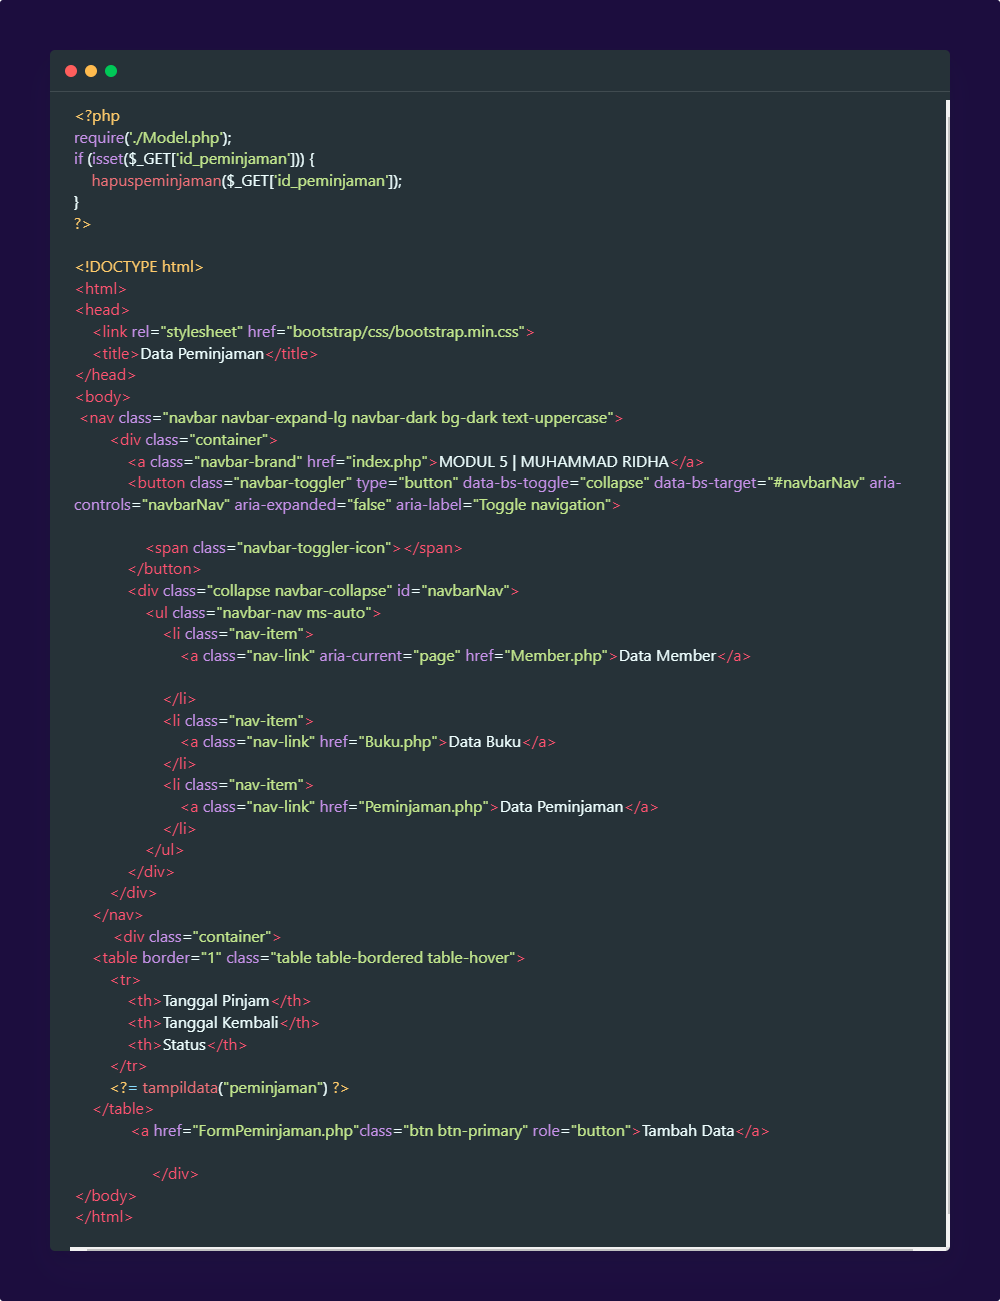 <?php
require('./Model.php');
if (isset($_GET['id_peminjaman'])) {
    hapuspeminjaman($_GET['id_peminjaman']);
}
?>

<!DOCTYPE html>
<html>
<head>
    <link rel="stylesheet" href="bootstrap/css/bootstrap.min.css">
    <title>Data Peminjaman</title>
</head>
<body>
 <nav class="navbar navbar-expand-lg navbar-dark bg-dark text-uppercase">
        <div class="container">
            <a class="navbar-brand" href="index.php">MODUL 5 | MUHAMMAD RIDHA</a>
            <button class="navbar-toggler" type="button" data-bs-toggle="collapse" data-bs-target="#navbarNav" aria-
controls="navbarNav" aria-expanded="false" aria-label="Toggle navigation">

                <span class="navbar-toggler-icon"></span>
            </button>
            <div class="collapse navbar-collapse" id="navbarNav">
                <ul class="navbar-nav ms-auto">
                    <li class="nav-item">
                        <a class="nav-link" aria-current="page" href="Member.php">Data Member</a>

                    </li>
                    <li class="nav-item">
                        <a class="nav-link" href="Buku.php">Data Buku</a>
                    </li>
                    <li class="nav-item">
                        <a class="nav-link" href="Peminjaman.php">Data Peminjaman</a>
                    </li>
                </ul>
            </div>
        </div>
    </nav>
         <div class="container">
    <table border="1" class="table table-bordered table-hover">
        <tr>
            <th>Tanggal Pinjam</th>
            <th>Tanggal Kembali</th>
            <th>Status</th>
        </tr>
        <?= tampildata("peminjaman") ?>
    </table>
             <a href="FormPeminjaman.php"class="btn btn-primary" role="button">Tambah Data</a>

                  </div>
</body>
</html>